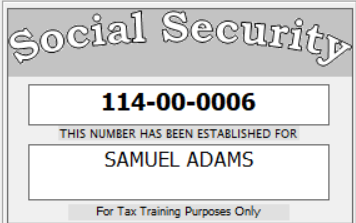 Social Security
114-00-0006
THIS NUMBER HAS BEEN ESTABLISHED FOR
SAMUEL ADAMS
For Tax Training Purposes Only